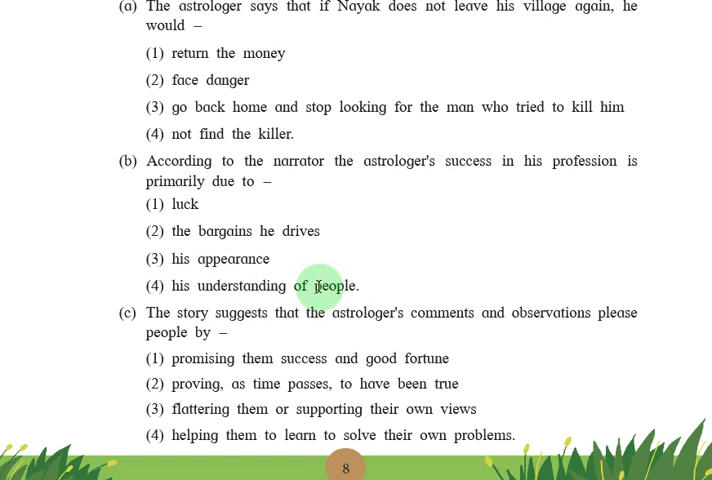 (a) The astrologer says that if Nayak does not leave his village again, he
would –
(1) return the money
(2) face danger
(3) go back home and stop looking for the man who tried to kill him
(4) not find the killer.
(b) According to the narrator the astrologer's success in his profession is
primarily due to –
(1) luck
(2) the bargains he drives
(3) his appearance
(4) his understanding of people.
(c) The story suggests that the astrologer's comments and observations please
people by –
(1) promising them success and good fortune
(2) proving, as time passes, to have been true
(3) flattering them or supporting their own views
(4) helping them to learn to solve their own problems.
8